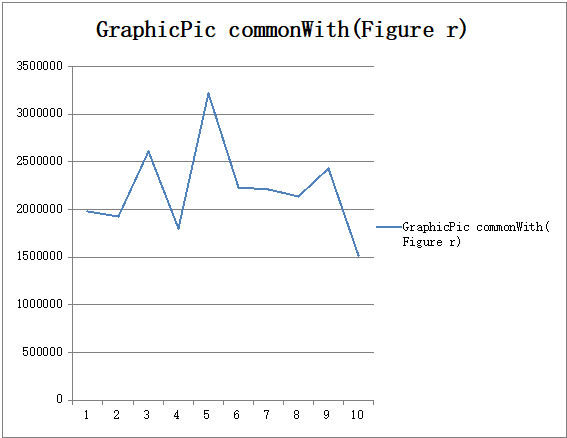 GraphicPic commonWith(Figure r)
3500000
3000000
2500000
2000000
1500000
1000000
500000
0
1 2 3 4 5 6 7 8 9 10
GraphicPic commonWith(
Figure r)